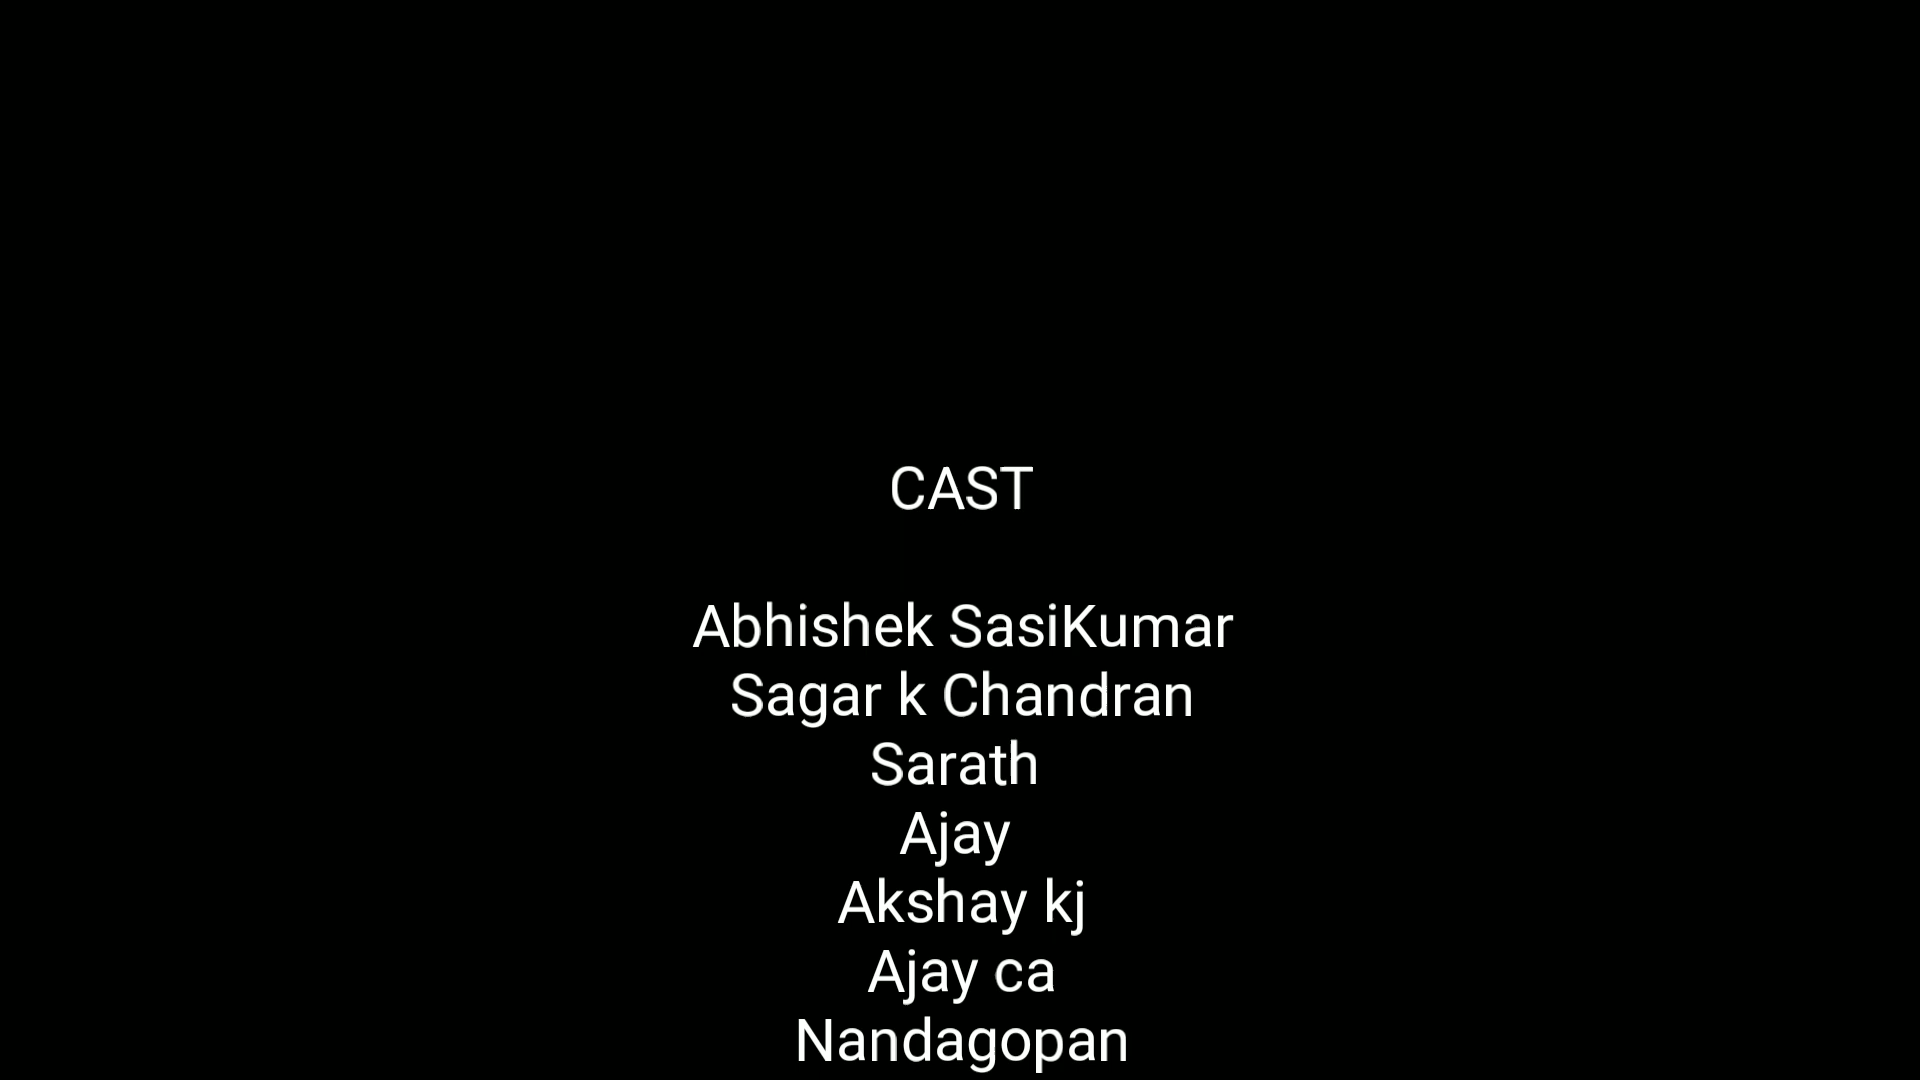 CAST
Abhishek SasiKumar
Sagar k Chandran
Sarath
Ajay
Akshay kj
Ajay ca
Nandagopan